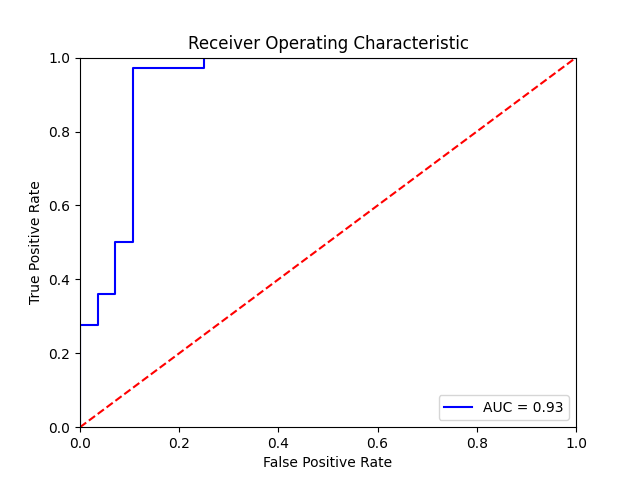 Receiver Operating Characteristic
True Positive Rate
1.0
0.8
0.6
0.4
0.2
0.0
AUC = 0.93
0.0 0.2 0.4 0.6 0.8 1.0
False Positive Rate